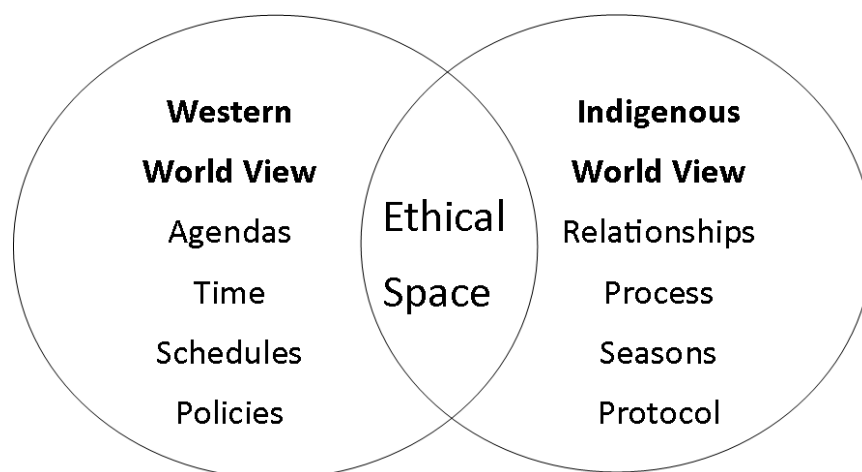 Western
World View
Agendas
Time
Schedules
Policies
Ethical
Space
Indigenous
World View
Relationships
Process
Seasons
Protocol